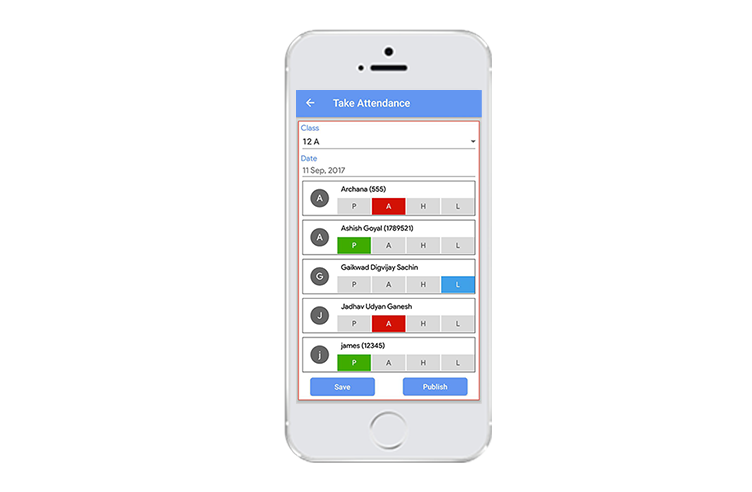 Take Attendance
Class
12 A
Date
11 Sep, 2017
A
Archana (555)
P A H L
A
Ashish Goyal (1789521)
P A H L
G
Gaikwad Digvijay Sachin
P A H L
J
Jadhav Udyan Ganesh
P A H L
j
james (12345)
P A H L
Save Publish